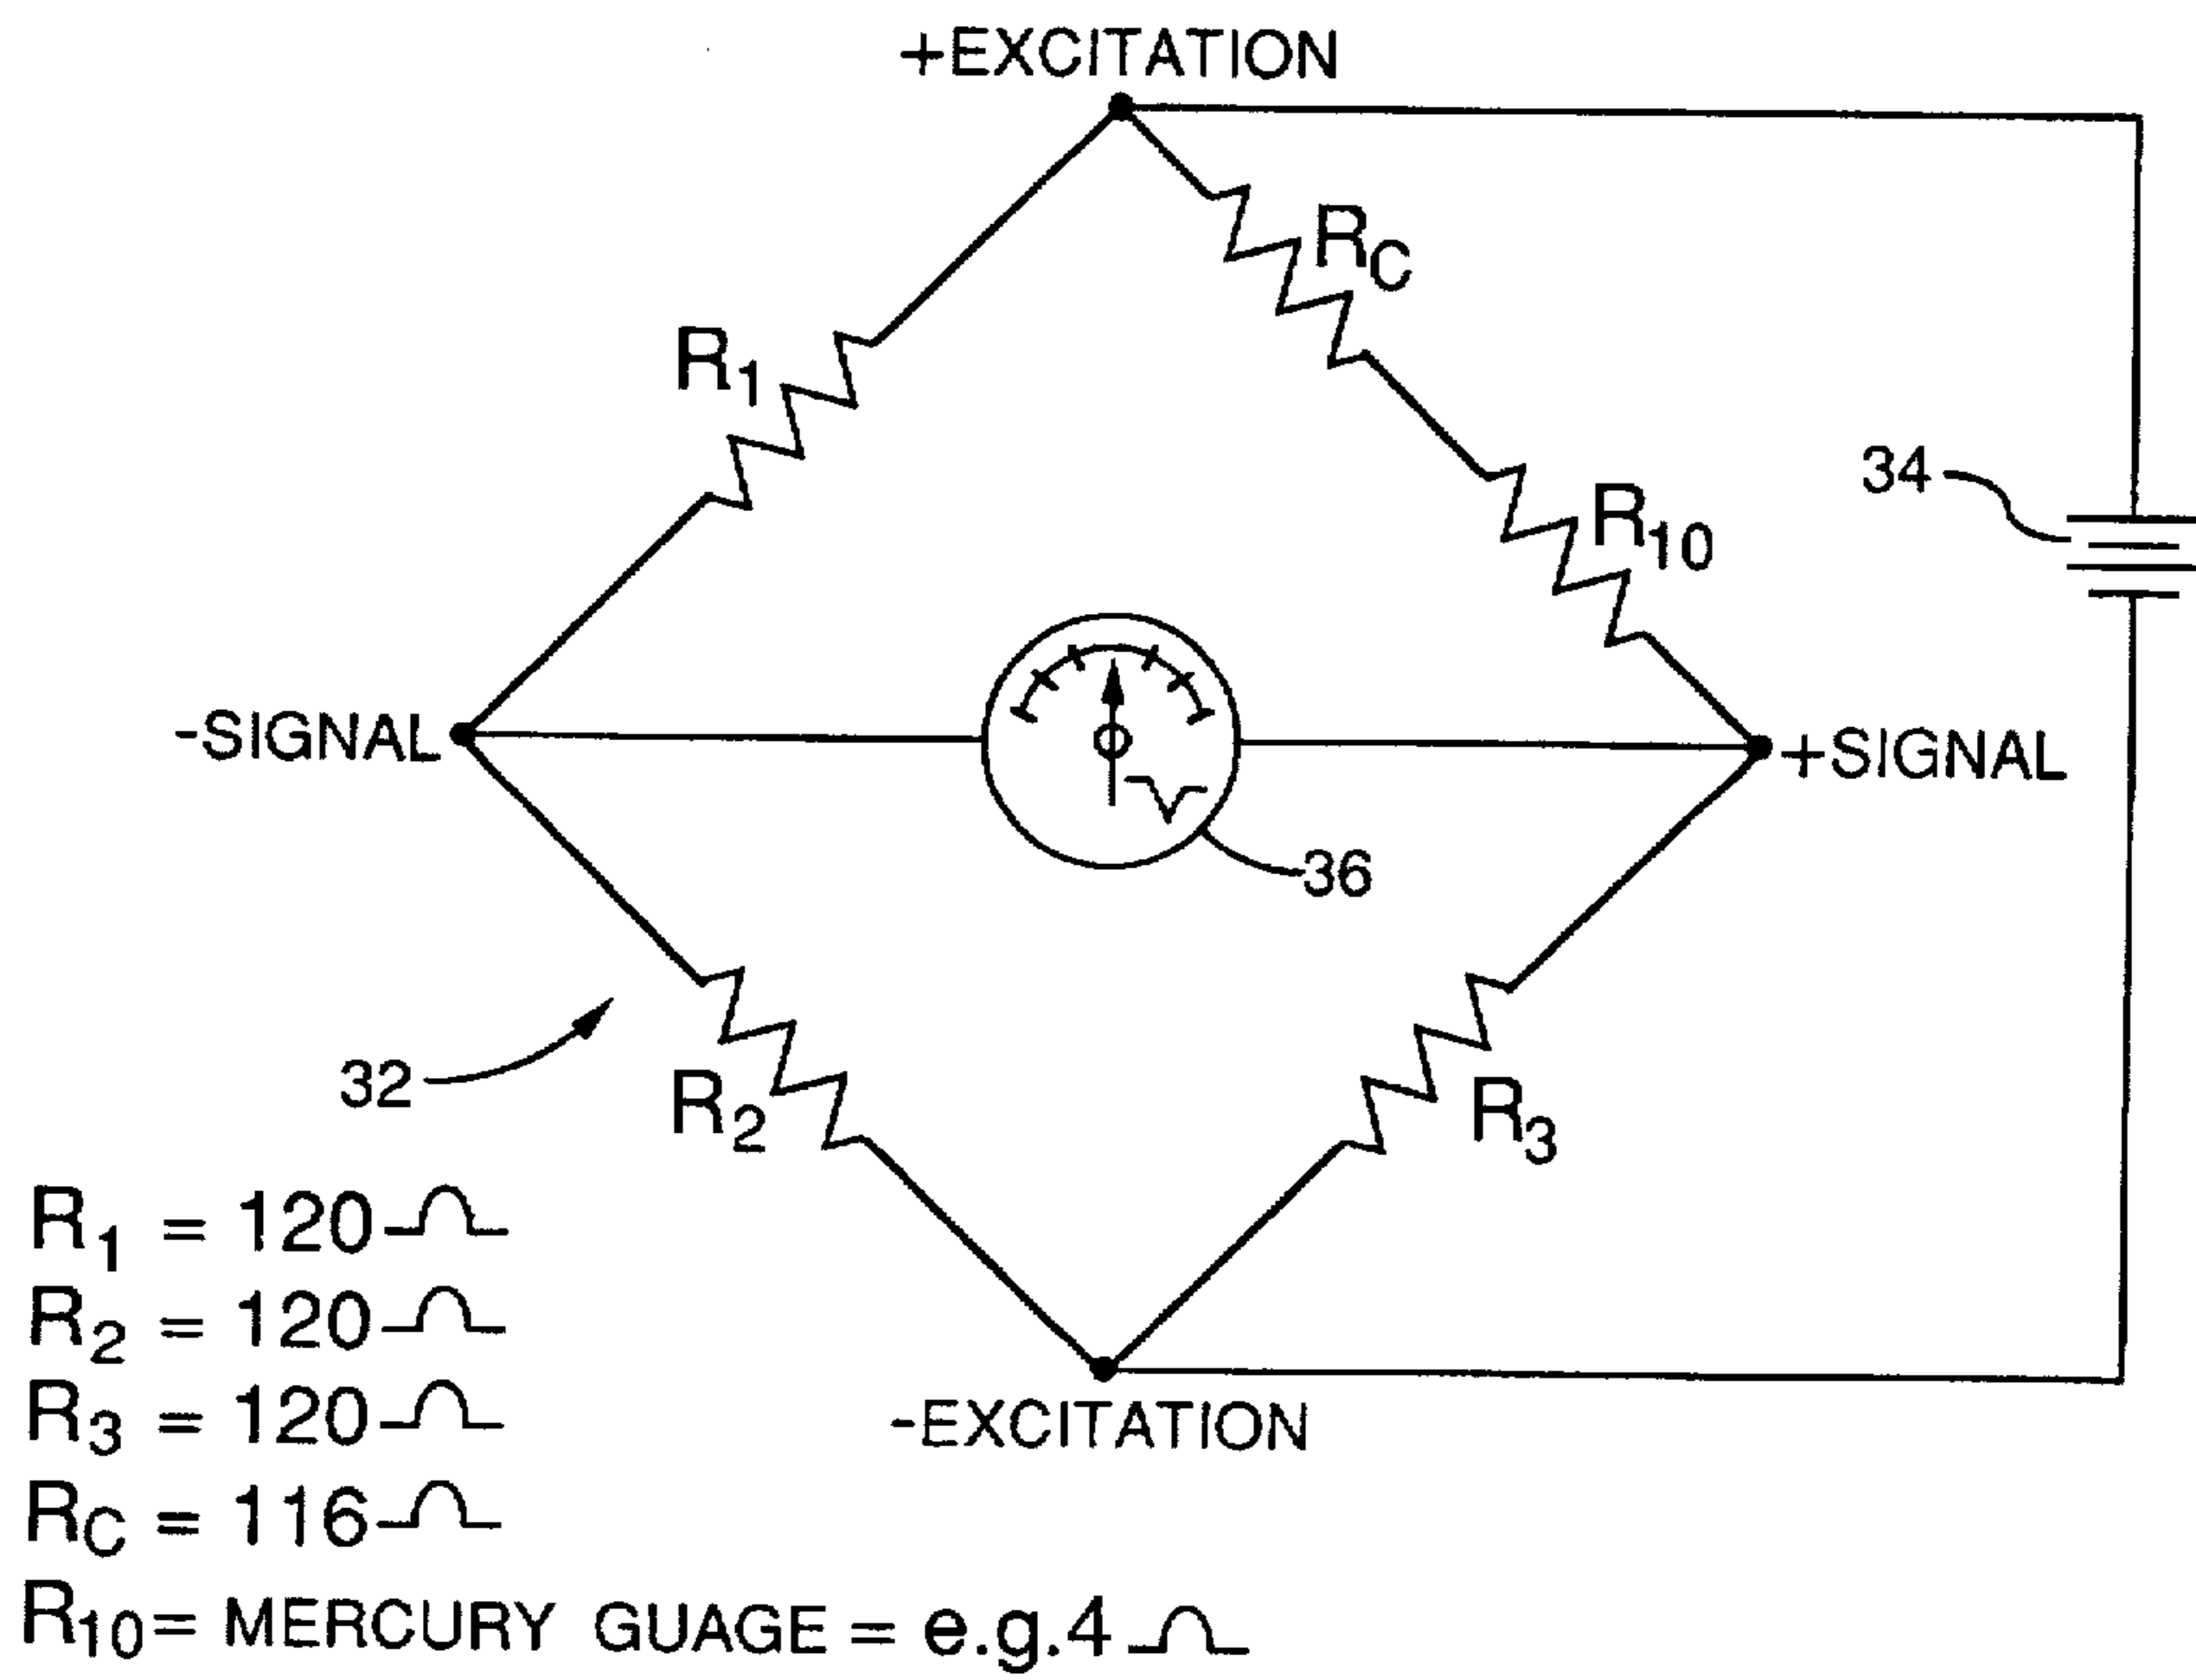 +EXCITATION
RC
R1
34
R10
-SIGNAL
+SIGNAL
36
32
R2
R3
R1 = 120Ω
R2 = 120Ω
R3 = 120Ω
-EXCITATION
RC = 116Ω
R10= MERCURY GUAGE = e.g.4Ω